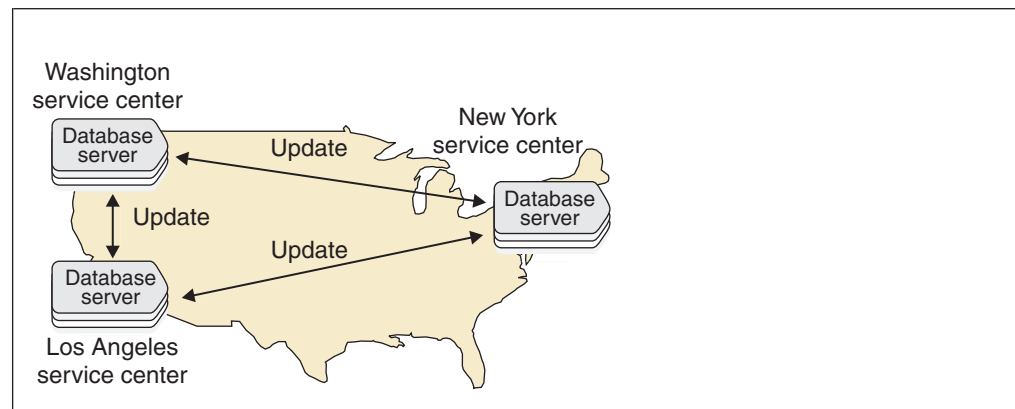 Washington
service center
Database
server
Update
New York
service center
Database
server
Update
Update
Database
server
Los Angeles
service center